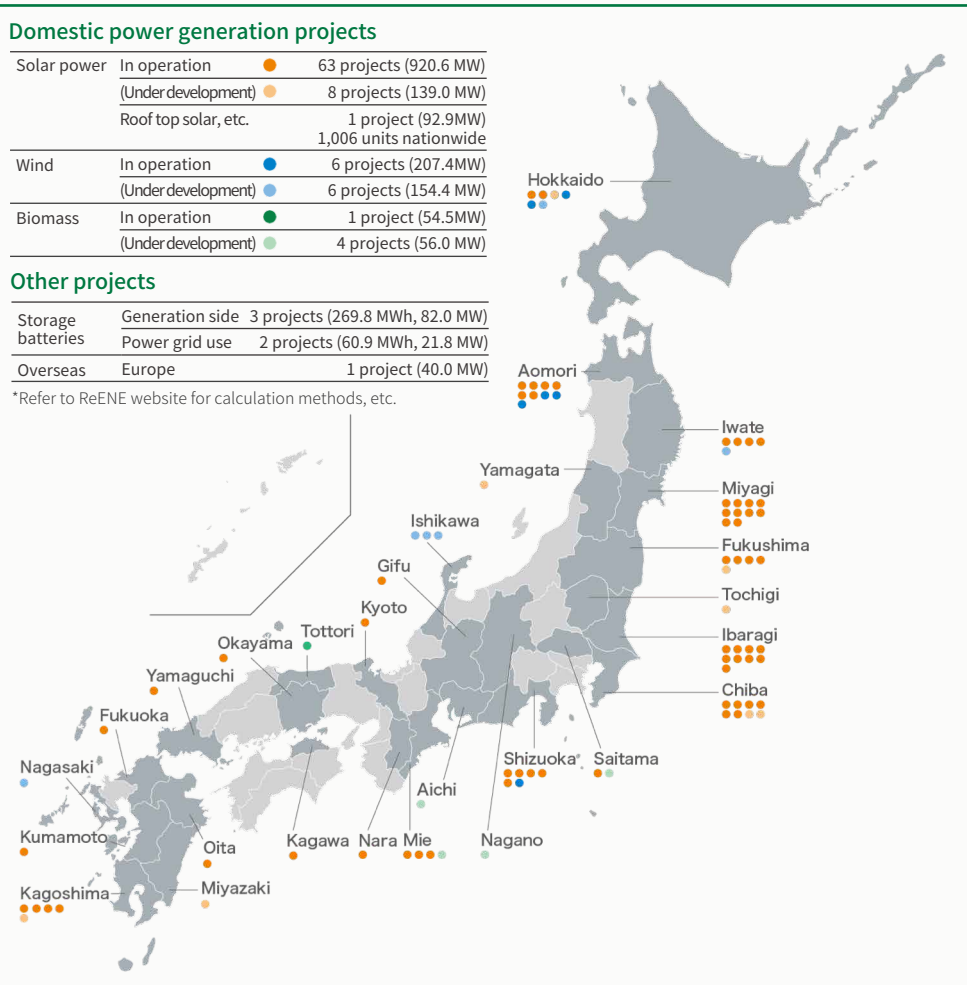 Domestic power generation projects
Solar power In operation 63 projects (920.6 MW)
(Under development) 8 projects (139.0 MW)
Roof top solar, etc. 1 project (92.9MW)
1,006 units nationwide
Wind In operation 6 projects (207.4MW)
(Under development) 6 projects (154.4 MW)
Biomass In operation 1 project (54.5MW)
(Under development) 4 projects (56.0 MW)
Other projects
Storage batteries Generation side 3 projects (269.8 MWh, 82.0 MW)
Power grid use 2 projects (60.9 MWh, 21.8 MW)
Overseas Europe 1 project (40.0 MW)
*Refer to ReENE website for calculation methods, etc.
Hokkaido
Aomori
Iwate
Yamagata
Miyagi
Ishikawa
Fukushima
Gifu
Tochigi
Kyoto
Tottori
Okayama
Ibaragi
Yamaguchi
Chiba
Fukuoka
Shizuoka
Saitama
Nagasaki
Aichi
Kumamoto
Oita
Kagawa
Nara
Mie
Nagano
Kagoshima
Miyazaki